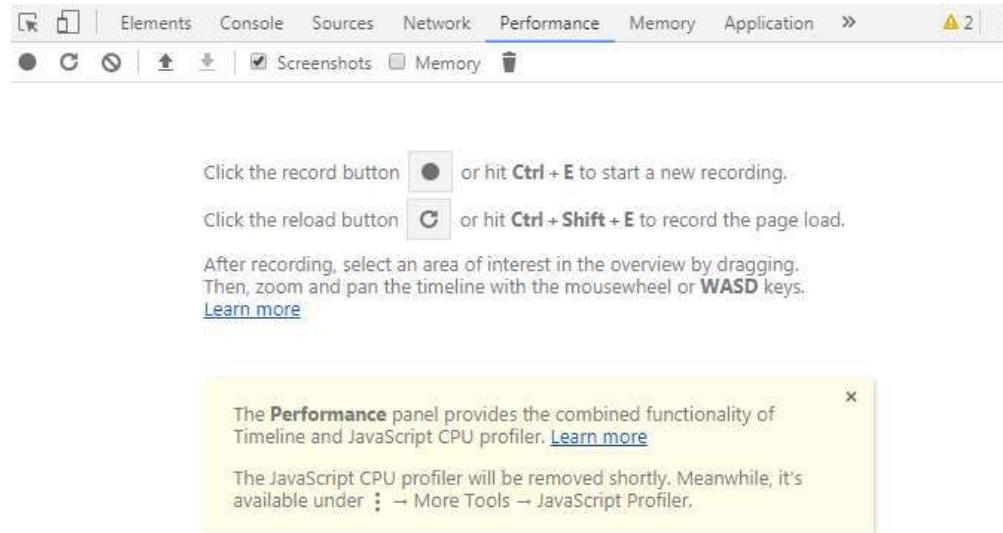 Elements Console Sources Network Performance Memory Application » 2
Screenshots Memory
Click the record button or hit Ctrl + E to start a new recording.
Click the reload button or hit Ctrl + Shift + E to record the page load.
After recording, select an area of interest in the overview by dragging.
Then, zoom and pan the timeline with the mousewheel or WASD keys.
Learn more
The Performance panel provides the combined functionality of
Timeline and JavaScript CPU profiler. Learn more
The JavaScript CPU profiler will be removed shortly. Meanwhile, it's
available under ⋮ → More Tools → JavaScript Profiler.